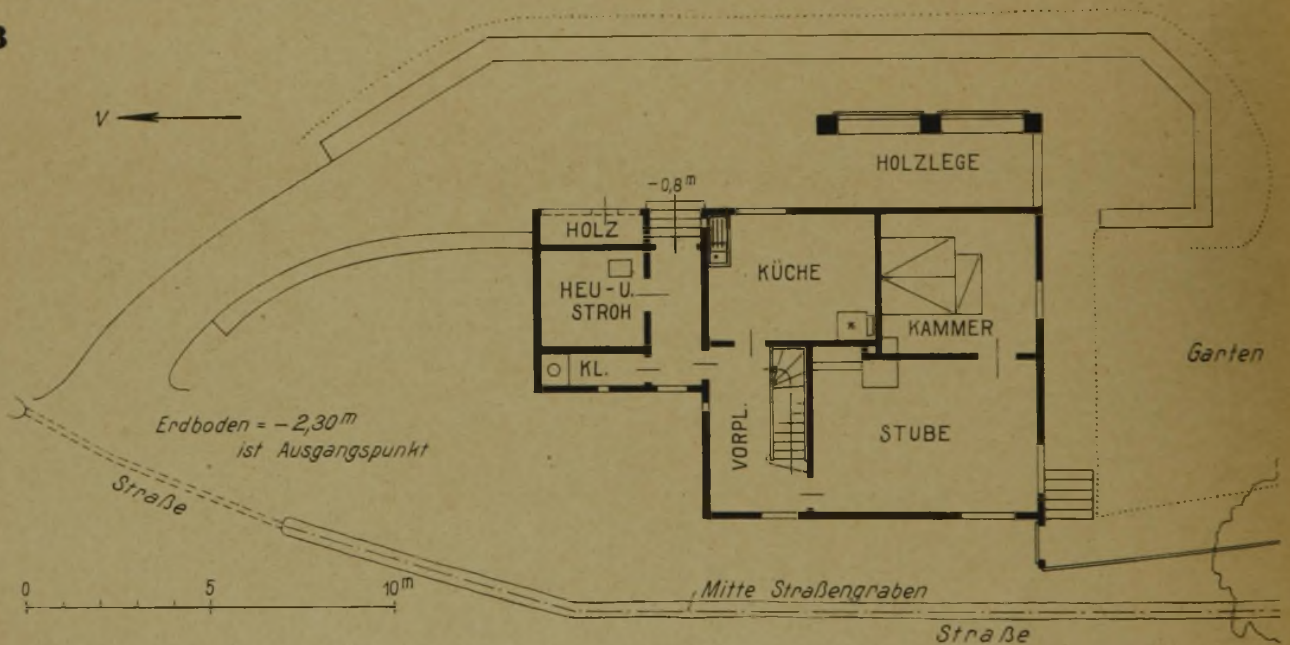 V
HOLZLEGE
-0,8m
HOLZ
HEU-U.
STROH
KÜCHE
KAMMER
Garten
KL.
VORPL.
STUBE
Erdboden = -2,30m
ist Ausgangspunkt
Straße
0 5 10m
Mitte Straßengraben
Straße